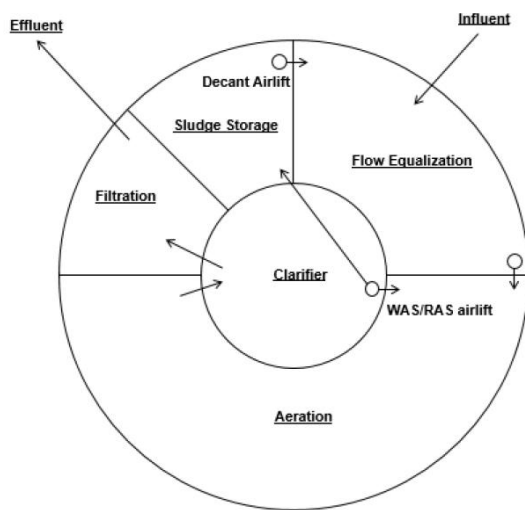 Effluent
Influent
Decant Airlift
Sludge Storage
Flow Equalization
Filtration
Clarifier
WAS/RAS airlift
Aeration